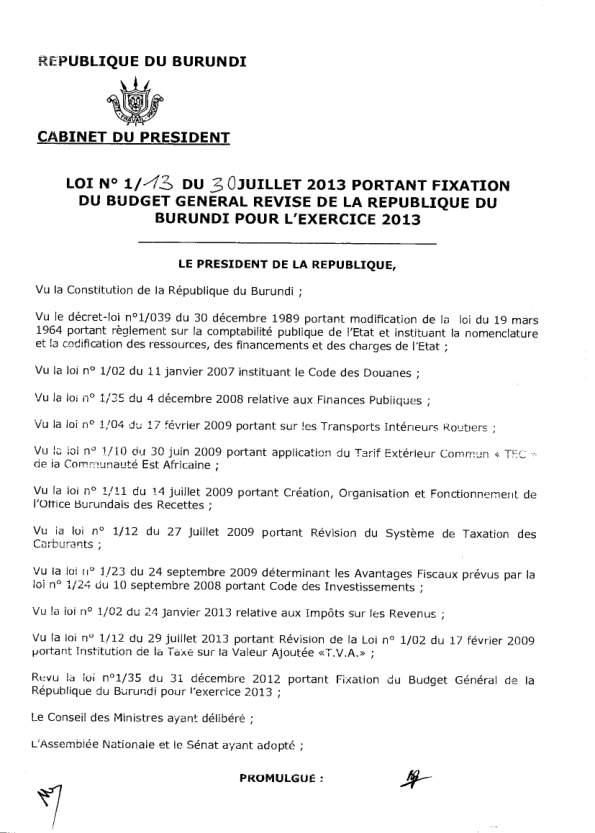 REPUBLIQUE DU BURUNDI
CABINET DU PRESIDENT
LOI N° 1/13 DU 30 JUILLET 2013 PORTANT FIXATION
DU BUDGET GENERAL REVISE DE LA REPUBLIQUE DU
BURUNDI POUR L'EXERCICE 2013
LE PRESIDENT DE LA REPUBLIQUE,
Vu la Constitution de la République du Burundi ;
Vu le décret-loi n°1/039 du 30 décembre 1989 portant modification de la loi du 19 mars
1964 portant règlement sur la comptabilité publique de l'Etat et instituant la nomenclature
et la codification des ressources, des financements et des charges de l'Etat ;
Vu la loi n° 1/02 du 11 janvier 2007 instituant le Code des Douanes ;
Vu la loi n° 1/35 du 4 décembre 2008 relative aux Finances Publiques ;
Vu la loi n° 1/04 du 17 février 2009 portant sur les Transports Intérieurs Routiers ;
Vu la loi n° 1/10 du 30 juin 2009 portant application du Tarif Extérieur Commun « TEC »
de la Communauté Est Africaine ;
Vu la loi n° 1/11 du 14 juillet 2009 portant Création, Organisation et Fonctionnement de
l'Office Burundais des Recettes ;
Vu la loi n° 1/12 du 27 juillet 2009 portant Révision du Système de Taxation des
Carburants ;
Vu la loi n° 1/23 du 24 septembre 2009 déterminant les Avantages Fiscaux prévus par la
loi n° 1/24 du 10 septembre 2008 portant Code des Investissements ;
Vu la loi n° 1/02 du 24 janvier 2013 relative aux Impôts sur les Revenus ;
Vu la loi n° 1/12 du 29 juillet 2013 portant Révision de la Loi n° 1/02 du 17 février 2009
portant Institution de la Taxe sur la Valeur Ajoutée «T.V.A.» ;
Revu la loi n°1/35 du 31 décembre 2012 portant Fixation du Budget Général de la
République du Burundi pour l'exercice 2013 ;
Le Conseil des Ministres ayant délibéré ;
L'Assemblée Nationale et le Sénat ayant adopté ;
PROMULGUE :